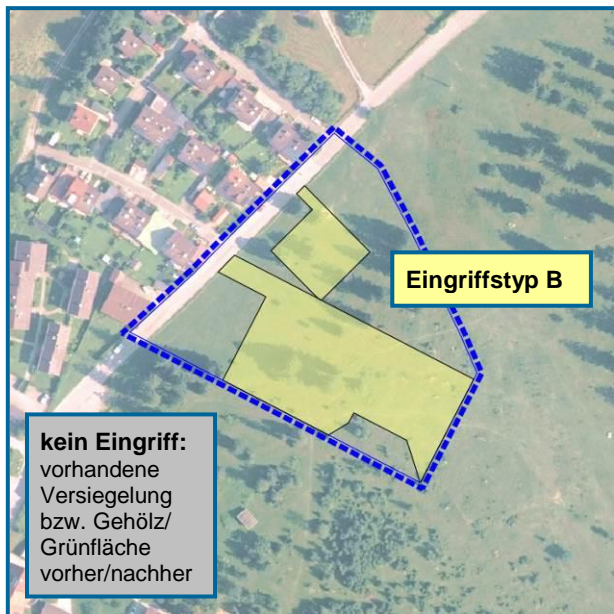 Eingriffstyp B
kein Eingriff:
vorhandene
Versiegelung
bzw. Gehölz/
Grünfläche
vorher/nachher